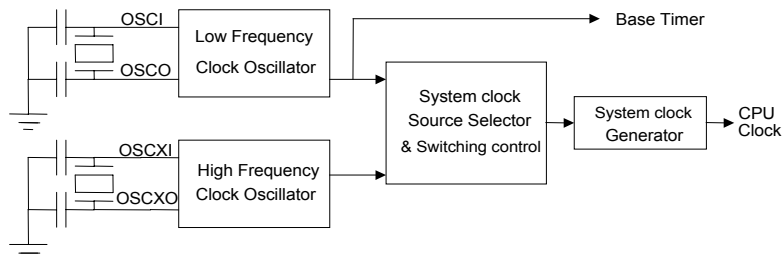 OSCI
OSCO
Low Frequency
Clock Oscillator
Base Timer
System clock
Source Selector
& Switching control
System clock
Generator
CPU
Clock
OSCXI
OSCXO
High Frequency
Clock Oscillator